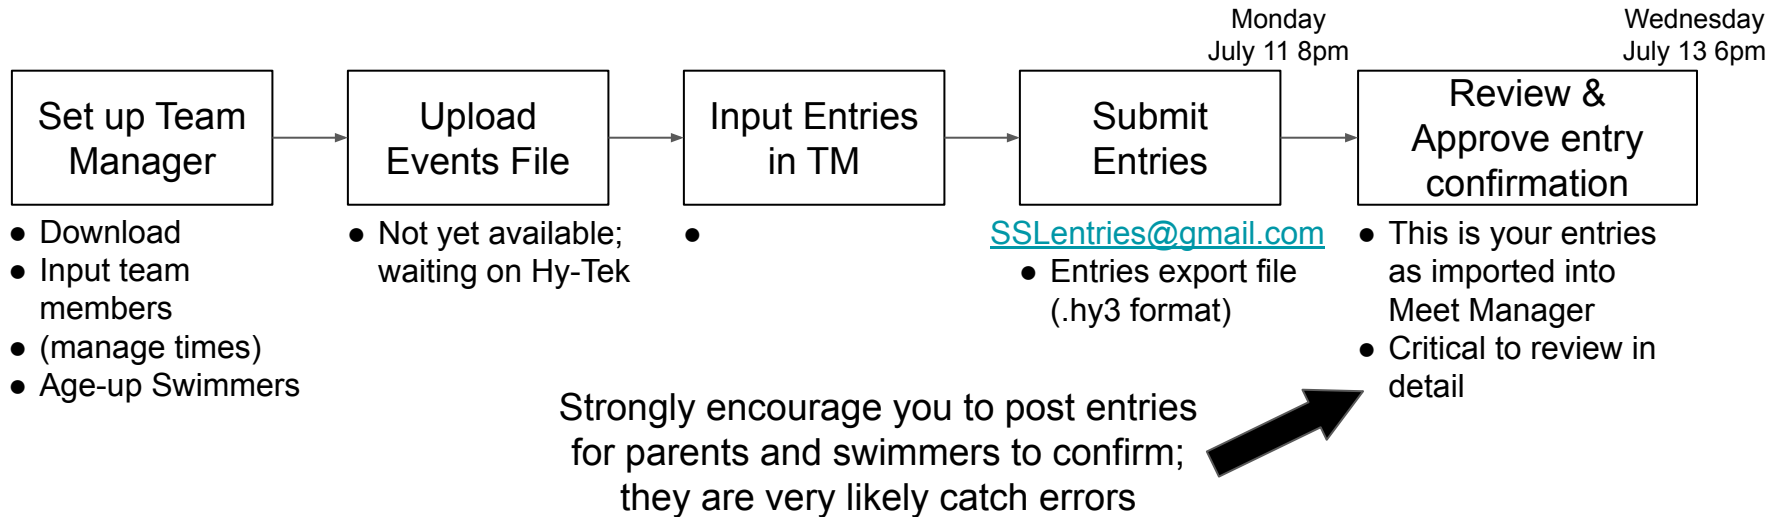 Monday
July 11 8pm
Wednesday
July 13 6pm
Set up Team
Manager
Upload
Events File
Input Entries
in TM
Submit
Entries
Review &
Approve entry
confirmation
● Download
● Input team
members
● (manage times)
● Age-up Swimmers
● Not yet available;
waiting on Hy-Tek
●
SSLentries@gmail.com
● Entries export file
(.hy3 format)
● This is your entries
as imported into
Meet Manager
● Critical to review in
detail
Strongly encourage you to post entries
for parents and swimmers to confirm;
they are very likely catch errors